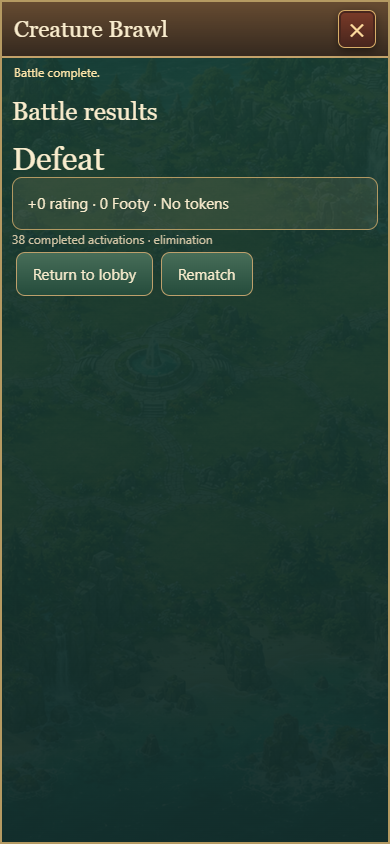 Creature Brawl
Battle complete.
Battle results
Defeat
+0 rating · 0 Footy · No tokens
38 completed activations · elimination
Return to lobby
Rematch